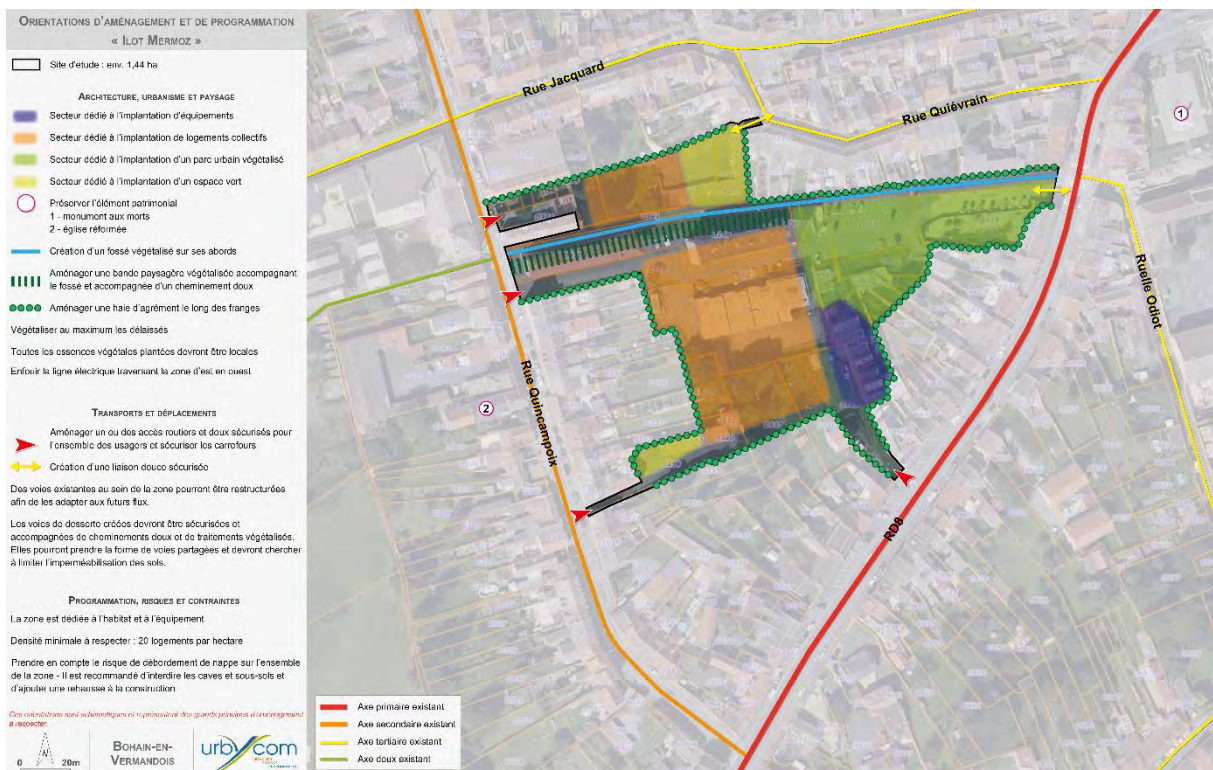 ORIENTATIONS D'AMÉNAGEMENT ET DE PROGRAMMATION
« ILOT MERMOZ »
Site d'étude : env. 1,44 ha
ARCHITECTURE, URBANISME ET PAYSAGE
Secteur dédié à l'implantation d'équipements
Secteur dédié à l'implantation de logements collectifs
Secteur dédié à l'implantation d'un parc urbain végétalisé
Secteur dédié à l'implantation d'un espace vert
Préserver l'élément patrimonial
1 - monument aux morts
2 - église réformée
Création d'un fossé végétalisé sur ses abords
Aménager une bande paysagère végétalisée accompagnant
le fossé et accompagnée d'un cheminement doux
Aménager une haie d'agrément le long des franges
Végétaliser au maximum les délaissés
Toutes les essences végétales plantées devront être locales
Enfouir la ligne électrique traversant la zone d'est en ouest
TRANSPORTS ET DÉPLACEMENTS
Aménager un ou des accès routiers et doux sécurisés pour
l'ensemble des usagers et sécuriser les carrefours
Création d'une liaison douce sécurisée
Des voies existantes au sein de la zone pourront être restructurées
afin de les adapter aux futurs flux.
Les voies de desserte créées devront être sécurisées et
accompagnées de cheminements doux et de traitements végétalisés.
Elles pourront prendre la forme de voies partagées et devront chercher
à limiter l'imperméabilisation des sols.
PROGRAMMATION, RISQUES ET CONTRAINTES
La zone est dédiée à l'habitat et à l'équipement
Densité minimale à respecter : 20 logements par hectare
Prendre en compte le risque de débordement de nappe sur l'ensemble
de la zone - Il est recommandé d'interdire les caves et sous-sols et
d'ajouter une rehausse à la construction
Ces orientations sont schématiques et représentent des grands principes d'aménagement
à respecter.
0 20m
BOHAIN-EN-
VERMANDOIS
urbycom
Rue Jacquard
Rue Quiévrain
1
Ruelle Odiot
Rue Quincampoix
2
RD8
Axe primaire existant
Axe secondaire existant
Axe tertiaire existant
Axe doux existant